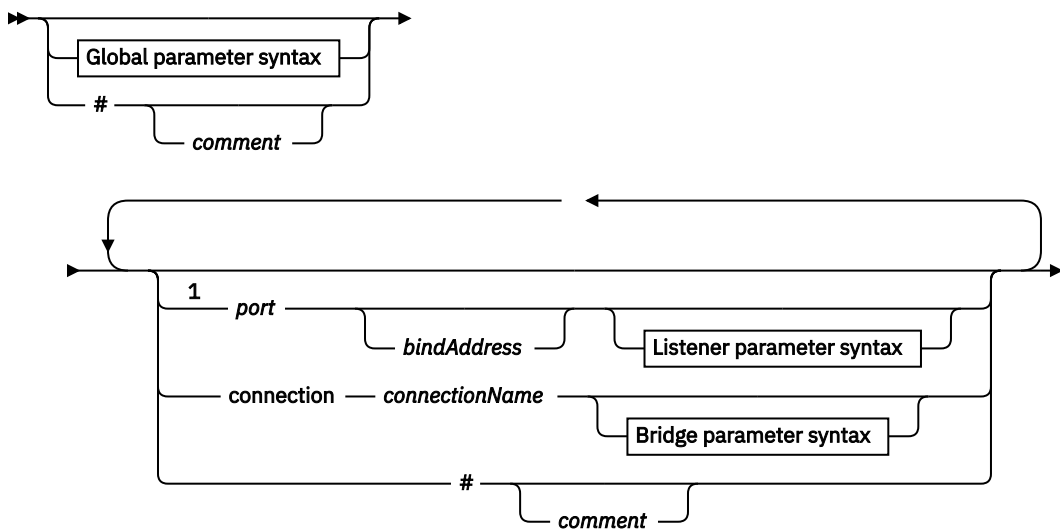 Global parameter syntax
#
comment
1
port
bindAddress
Listener parameter syntax
connection connectionName
Bridge parameter syntax
#
comment